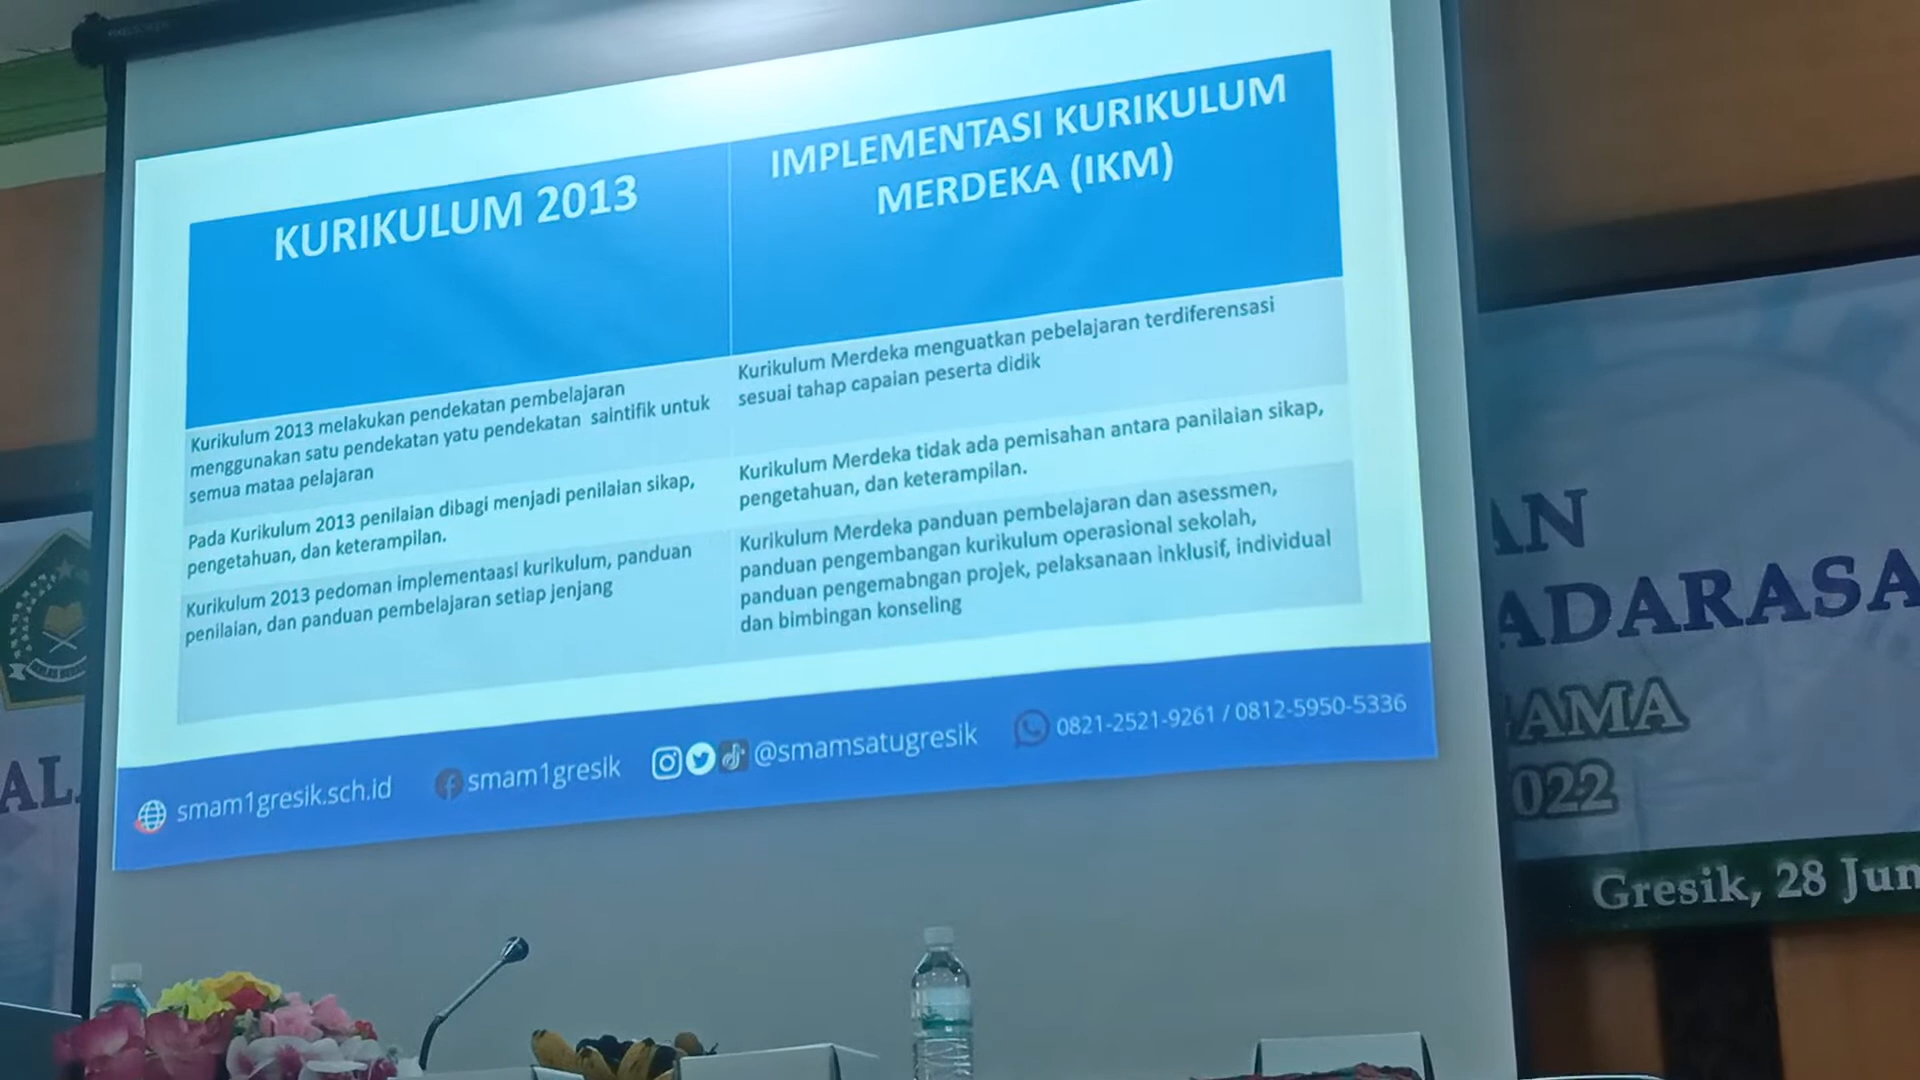 KURIKULUM 2013
IMPLEMENTASI KURIKULUM
MERDEKA (IKM)
Kurikulum 2013 melakukan pendekatan pembelajaran
menggunakan satu pendekatan yatu pendekatan saintifik untuk
semua mataa pelajaran
Kurikulum Merdeka menguatkan pebelajaran terdiferensasi
sesuai tahap capaian peserta didik
Pada Kurikulum 2013 penilaian dibagi menjadi penilaian sikap,
pengetahuan, dan keterampilan.
Kurikulum Merdeka tidak ada pemisahan antara panilaian sikap,
pengetahuan, dan keterampilan.
Kurikulum 2013 pedoman implementaasi kurikulum, panduan
penilaian, dan panduan pembelajaran setiap jenjang
Kurikulum Merdeka panduan pembelajaran dan asessmen,
panduan pengembangan kurikulum operasional sekolah,
panduan pengemabngan projek, pelaksanaan inklusif, individual
dan bimbingan konseling
smam1gresik.sch.id
smam1gresik
@smamsatugresik
0821-2521-9261 / 0812-5950-5336
AL
AN
ADARASA
AMA
022
Gresik, 28 Jun